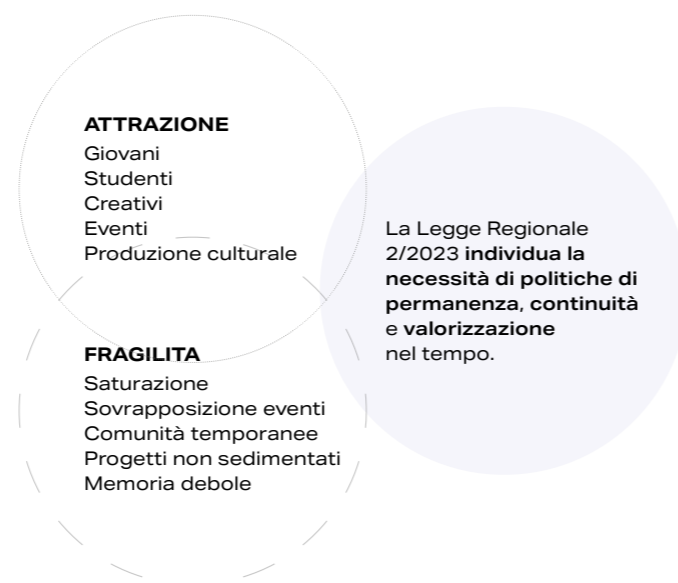 ATTRAZIONE
Giovani
Studenti
Creativi
Eventi
Produzione culturale
FRAGILITA
Saturazione
Sovrapposizione eventi
Comunità temporanee
Progetti non sedimentati
Memoria debole
La Legge Regionale
2/2023 individua la
necessità di politiche di
permanenza, continuità
e valorizzazione
nel tempo.